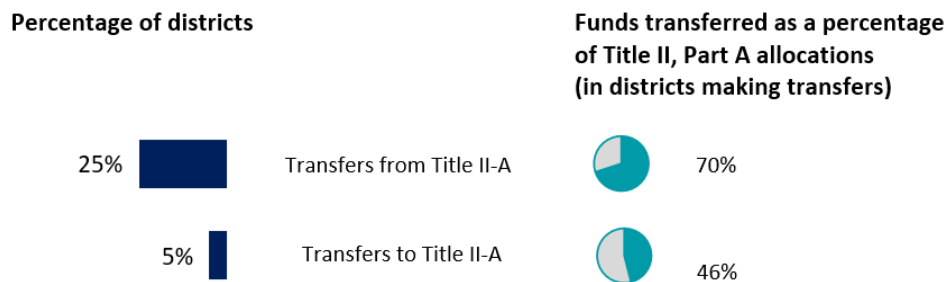 Percentage of districts
Funds transferred as a percentage
of Title II, Part A allocations
(in districts making transfers)
25%
Transfers from Title II-A
70%
5%
Transfers to Title II-A
46%